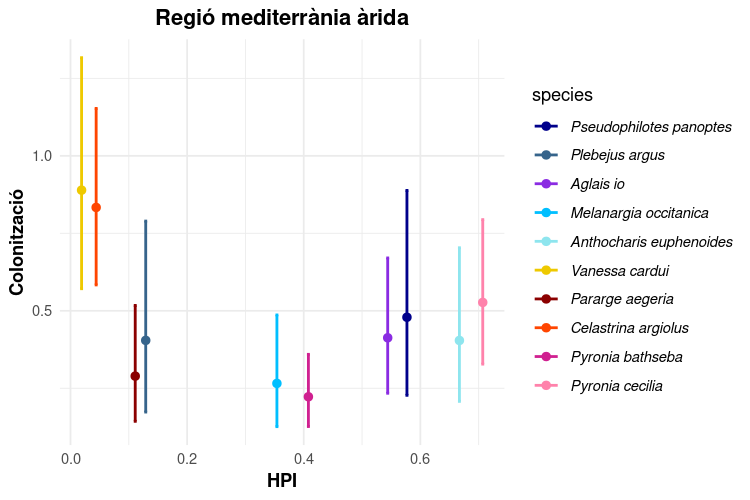 Regió mediterrània àrida
Colonització
1.0
0.5
0.0
0.2
0.4
0.6
HPI
species
Pseudophilotes panoptes
Plebejus argus
Aglais io
Melanargia occitanica
Anthocharis euphenoides
Vanessa cardui
Pararge aegeria
Celastrina argiolus
Pyronia bathseba
Pyronia cecilia